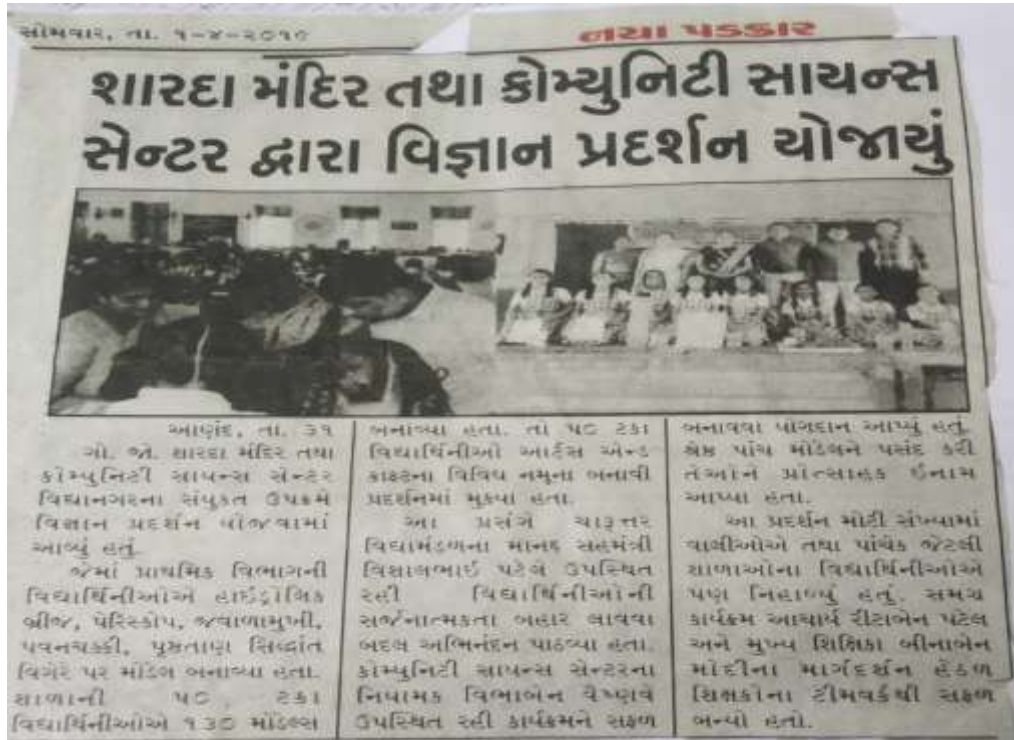 સોમવાર, તા. ૧-૪-૨૦૧૦
નયા પડકાર
શારદા મંદિર તથા કોમ્યુનિટી સાયન્સ
સેન્ટર દ્વારા વિજ્ઞાન પ્રદર્શન યોજાયું
આણંદ, તા. ૩૧
ગો. જો. શારદા મંદિર તથા
કોમ્યુનિટી સાયન્સ સેન્ટર
વિદ્યાનગરના સંયુકત ઉપક્રમે
વિજ્ઞાન પ્રદર્શન યોજવામાં
આવ્યું હતું.
જેમાં પ્રાથમિક વિભાગની
વિદ્યાર્થિનીઓએ હાઈડ્રોલિક
બ્રીજ, પેરિસ્કોપ, જવાળામુખી,
પવનચક્કી, પૃષ્ઠતાણ સિદ્ધાંત
વિગેરે પર મોડેલ બનાવ્યા હતા.
શાળાની ૫૦ ટકા
વિદ્યાર્થિનીઓએ ૧૩૦ મોડેલ્સ
બનાવ્યા હતા. તો ૫૦ ટકા
વિદ્યાર્થિનીઓ આર્ટસ એન્ડ
ક્રાફ્ટના વિવિધ નમુના બનાવી
પ્રદર્શનમાં મુક્યા હતા.
આ પ્રસંગે ચારૂત્તર
વિદ્યામંડળના માનદ્ સહમંત્રી
વિશાલભાઈ પટેલ ઉપસ્થિત
રહી વિદ્યાર્થિનીઓની
સર્જનાત્મકતા બહાર લાવવા
બદલ અભિનંદન પાઠવ્યા હતા.
કોમ્યુનિટી સાયન્સ સેન્ટરના
નિયામક વિભાબેન વૈષ્ણવે
ઉપસ્થિત રહી કાર્યક્રમને સફળ
બનાવવા યોગદાન આપ્યું હતું.
શ્રેષ્ઠ પાંચ મોડેલને પસંદ કરી
તેઓને પ્રોત્સાહક ઈનામ
આપ્યા હતા.
આ પ્રદર્શન મોટી સંખ્યામાં
વાલીઓએ તથા પાંચેક જેટલી
શાળાઓના વિદ્યાર્થિનીઓએ
પણ નિહાળ્યું હતું. સમગ્ર
કાર્યક્રમ આચાર્ય રીટાબેન પટેલ
અને મુખ્ય શિક્ષિકા બીનાબેન
મોદીના માર્ગદર્શન હેઠળ
શિક્ષકોના ટીમવર્કથી સફળ
બન્યો હતો.